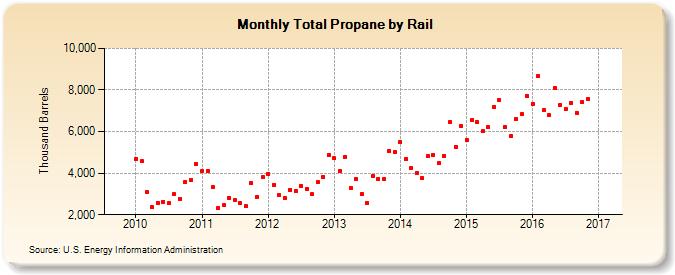 Monthly Total Propane by Rail
Thousand Barrels
10,000
8,000
6,000
4,000
2,000
2010 2011 2012 2013 2014 2015 2016 2017
Source: U.S. Energy Information Administration